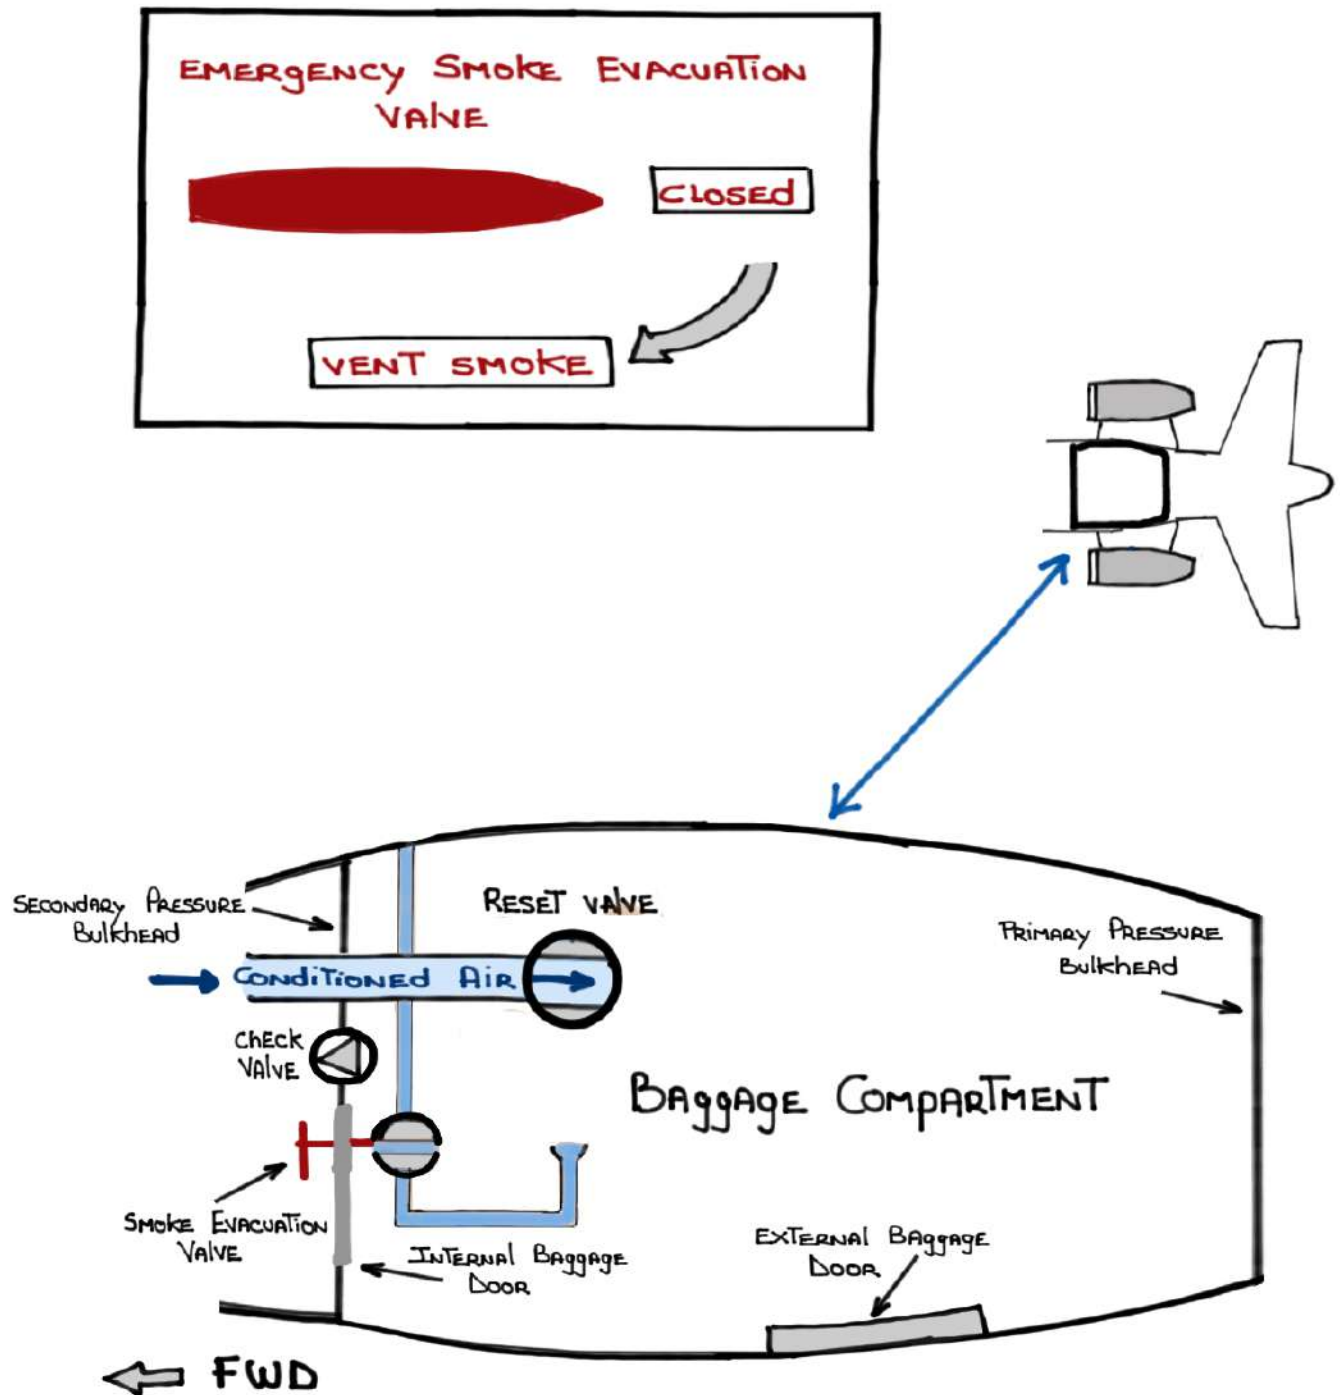 EMERGENCY SMOKE EVACUATION
VALVE
CLOSED
VENT SMOKE
SECONDARY PRESSURE
BulkHEAD
RESET VALVE
PRIMARY PRESSURE
BulkHEAD
CONDITIONED AIR
CHECK
VALVE
BAGGAGE COMPARTMENT
SMOKE EVACUATION
VALVE
INTERNAL BAGGAGE
DOOR
EXTERNAL BAGGAGE
DOOR
FWD